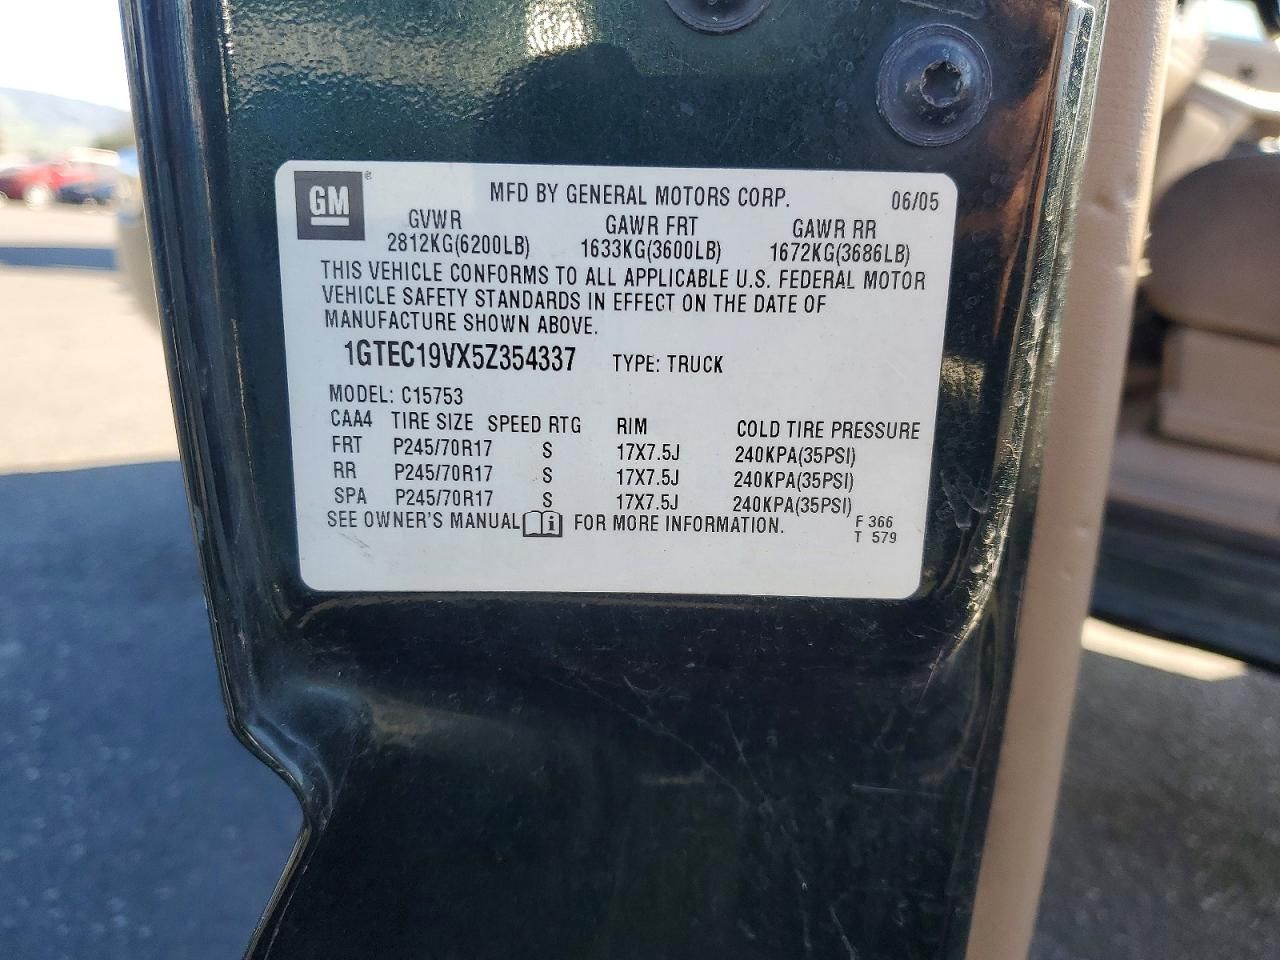 GM® MFD BY GENERAL MOTORS CORP. 06/05
GVWR GAWR FRT GAWR RR
2812KG(6200LB) 1633KG(3600LB) 1672KG(3686LB)
THIS VEHICLE CONFORMS TO ALL APPLICABLE U.S. FEDERAL MOTOR
VEHICLE SAFETY STANDARDS IN EFFECT ON THE DATE OF
MANUFACTURE SHOWN ABOVE.
1GTEC19VX5Z354337 TYPE: TRUCK
MODEL: C15753
CAA4 TIRE SIZE SPEED RTG RIM COLD TIRE PRESSURE
FRT P245/70R17 S 17X7.5J 240KPA(35PSI)
RR P245/70R17 S 17X7.5J 240KPA(35PSI)
SPA P245/70R17 S 17X7.5J 240KPA(35PSI)
SEE OWNER'S MANUAL i FOR MORE INFORMATION. F 366
T 579